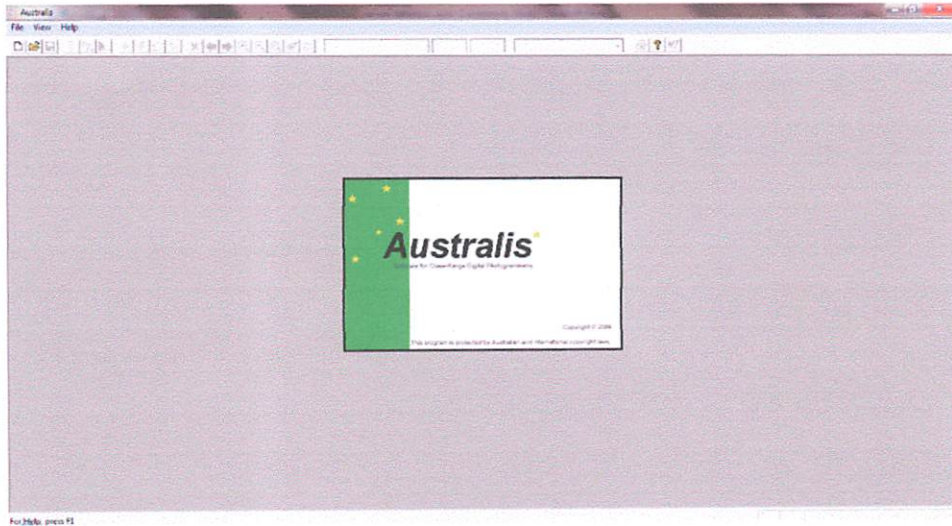 Australis
File View Help
Australis
Software for Close-Range Digital Photogrammetry
Copyright © 2004
This program is protected by Australian and international copyright laws.
For Help, press F1